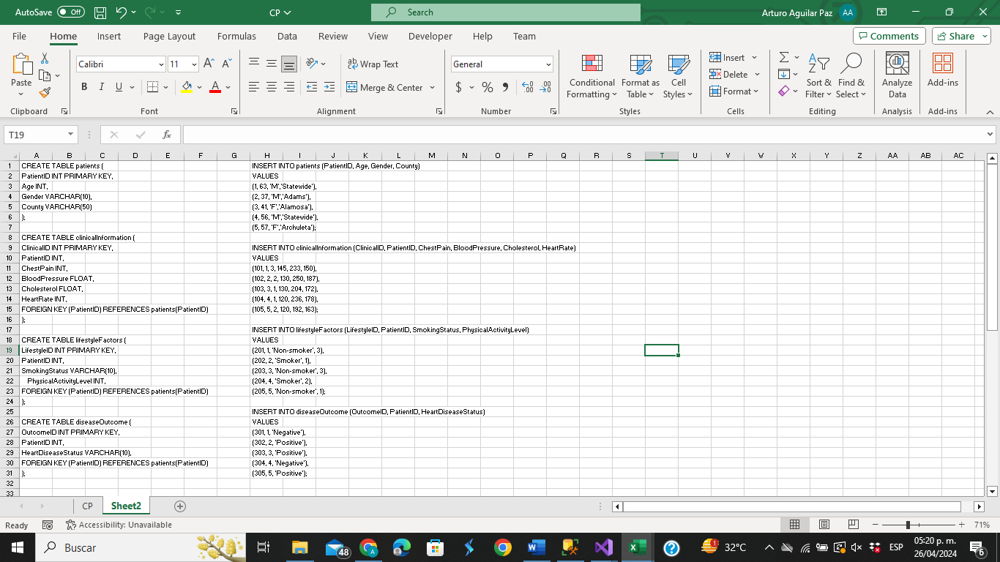 AutoSave Off CP Search Arturo Aguilar Paz AA
File Home Insert Page Layout Formulas Data Review View Developer Help Team Comments Share
Calibri 11 Wrap Text General Insert
Paste B I U Merge & Center $ % Conditional Formatting Format as Table Cell Styles Delete Format Sort & Filter Find & Select Analyze Data Add-ins
Clipboard Font Alignment Number Styles Cells Editing Analysis Add-ins
T19 fx
A B C D E F G H I J K L M N O P Q R S T U V W X Y Z AA AB AC
1 CREATE TABLE patients ( INSERT INTO patients (PatientID, Age, Gender, County)
2 PatientID INT PRIMARY KEY, VALUES
3 Age INT, (1, 63, 'M','Statewide'),
4 Gender VARCHAR(10), (2, 37, 'M','Adams'),
5 County VARCHAR(50) (3, 41, 'F','Alamosa'),
6 ); (4, 56, 'M','Statewide'),
7 (5, 57, 'F','Archuleta');
8 CREATE TABLE clinicalInformation (
9 ClinicalID INT PRIMARY KEY, INSERT INTO clinicalInformation (ClinicalID, PatientID, ChestPain, BloodPressure, Cholesterol, HeartRate)
10 PatientID INT, VALUES
11 ChestPain INT, (101, 1, 3, 145, 233, 150),
12 BloodPressure FLOAT, (102, 2, 2, 130, 250, 187),
13 Cholesterol FLOAT, (103, 3, 1, 130, 204, 172),
14 HeartRate INT, (104, 4, 1, 120, 236, 178),
15 FOREIGN KEY (PatientID) REFERENCES patients(PatientID) (105, 5, 2, 120, 192, 163);
16 );
17 INSERT INTO lifestyleFactors (LifestyleID, PatientID, SmokingStatus, PhysicalActivityLevel)
18 CREATE TABLE lifestyleFactors ( VALUES
19 LifestyleID INT PRIMARY KEY, (201, 1, 'Non-smoker', 3),
20 PatientID INT, (202, 2, 'Smoker', 1),
21 SmokingStatus VARCHAR(10), (203, 3, 'Non-smoker', 3),
22 PhysicalActivityLevel INT, (204, 4, 'Smoker', 2),
23 FOREIGN KEY (PatientID) REFERENCES patients(PatientID) (205, 5, 'Non-smoker', 1);
24 );
25 INSERT INTO diseaseOutcome (OutcomeID, PatientID, HeartDiseaseStatus)
26 CREATE TABLE diseaseOutcome ( VALUES
27 OutcomeID INT PRIMARY KEY, (301, 1, 'Negative'),
28 PatientID INT, (302, 2, 'Positive'),
29 HeartDiseaseStatus VARCHAR(10), (303, 3, 'Positive'),
30 FOREIGN KEY (PatientID) REFERENCES patients(PatientID) (304, 4, 'Negative'),
31 ); (305, 5, 'Positive');
32
33
CP Sheet2
Ready Accessibility: Unavailable 71%
Buscar 48 32°C ESP 05:20 p. m.
26/04/2024 6